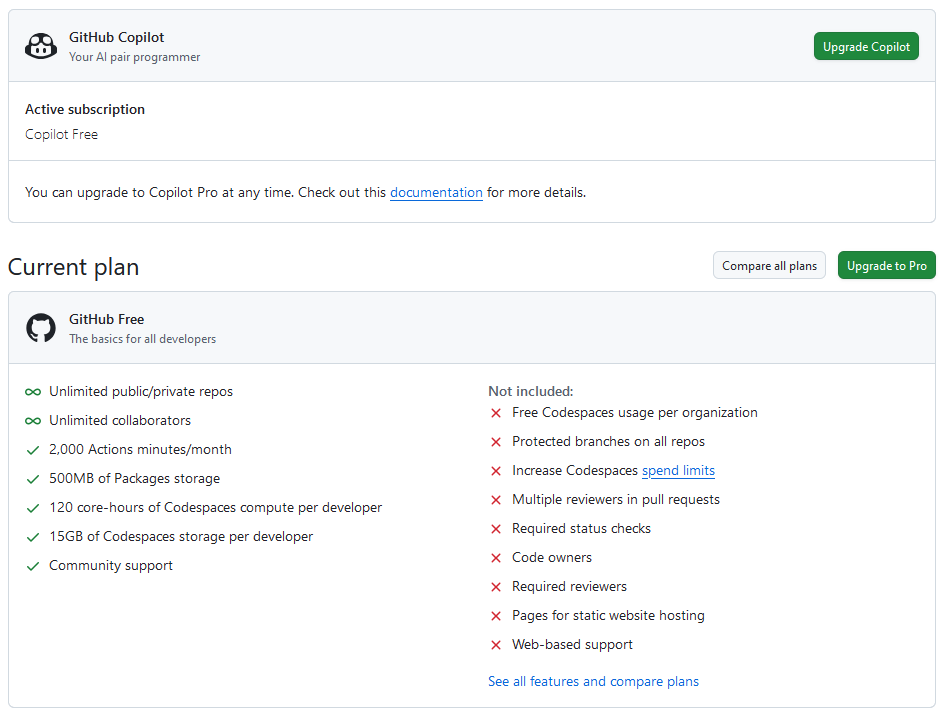 GitHub Copilot
Your AI pair programmer
Upgrade Copilot
Active subscription
Copilot Free
You can upgrade to Copilot Pro at any time. Check out this documentation for more details.
Current plan
Compare all plans
Upgrade to Pro
GitHub Free
The basics for all developers
Unlimited public/private repos
Unlimited collaborators
2,000 Actions minutes/month
500MB of Packages storage
120 core-hours of Codespaces compute per developer
15GB of Codespaces storage per developer
Community support
Not included:
Free Codespaces usage per organization
Protected branches on all repos
Increase Codespaces spend limits
Multiple reviewers in pull requests
Required status checks
Code owners
Required reviewers
Pages for static website hosting
Web-based support
See all features and compare plans